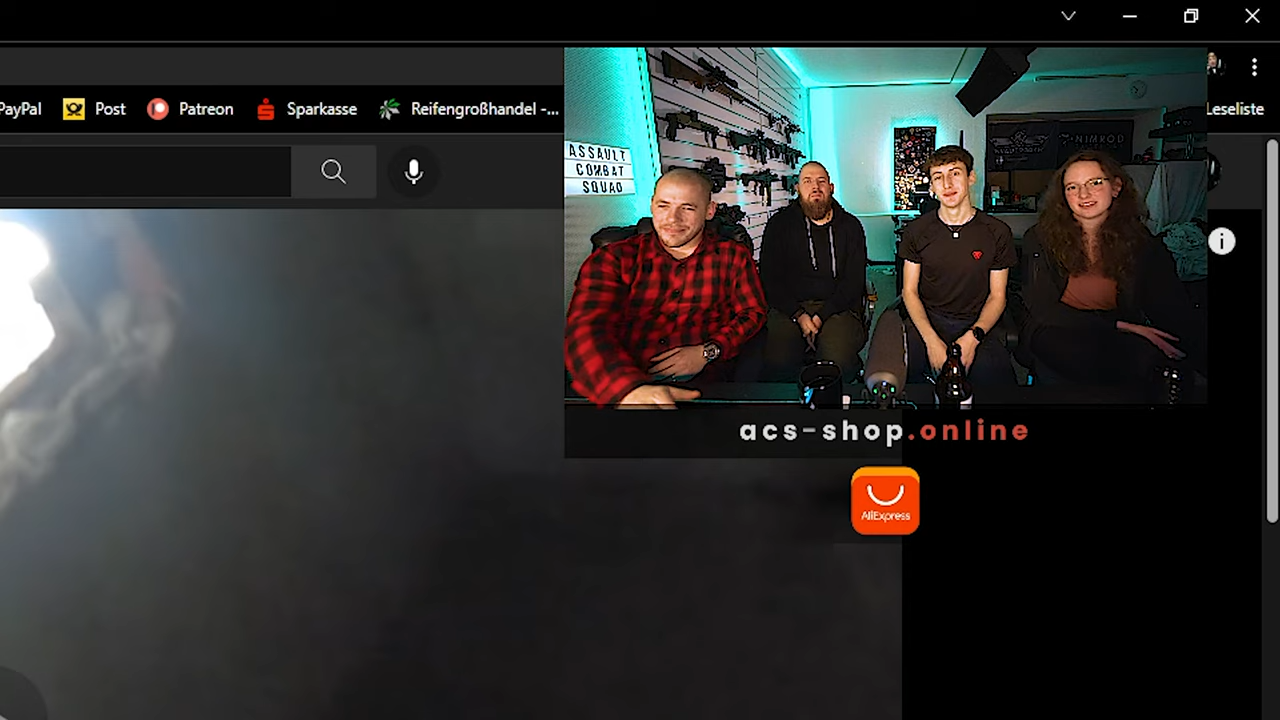 PayPal
Post
Patreon
Sparkasse
Reifengroßhandel -...
Leseliste
ASSAULT
COMBAT
SQUAD
NIMROD
acs-shop.online
AliExpress